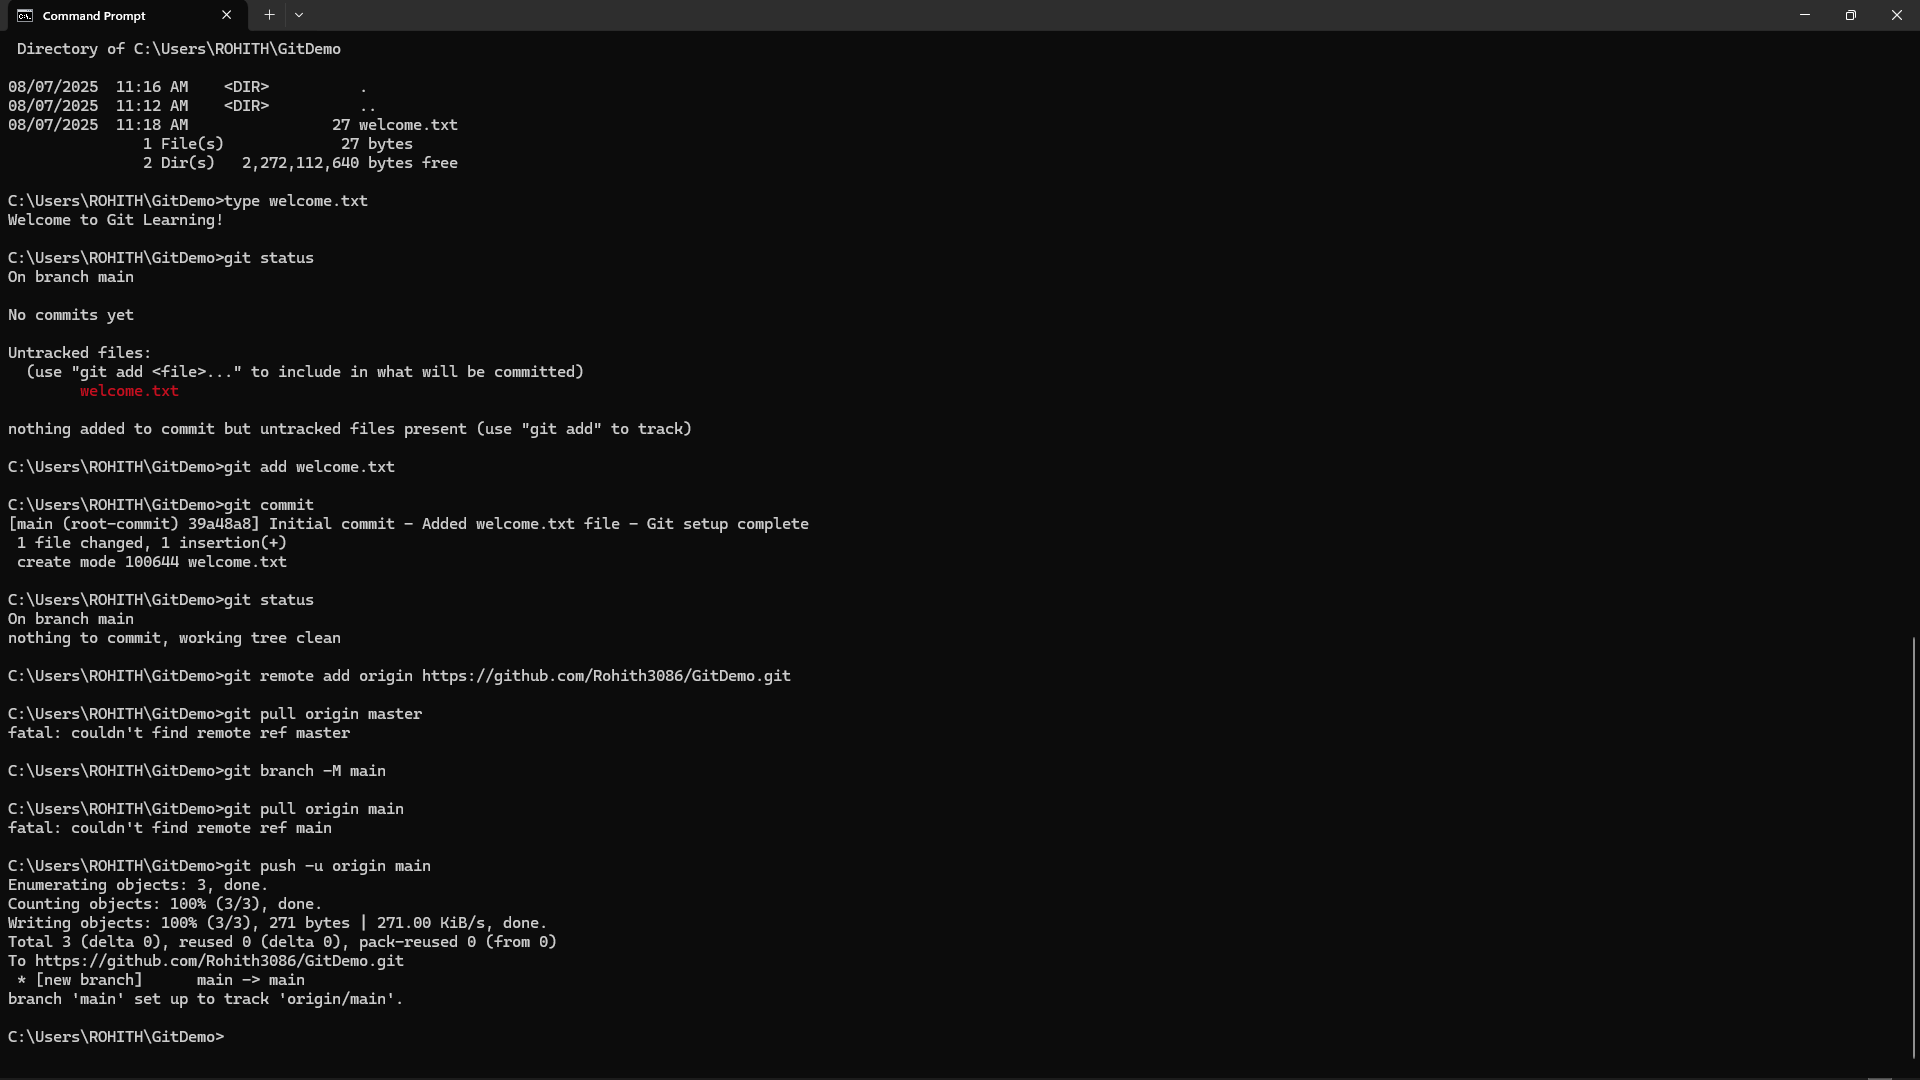 Command Prompt
Directory of C:\Users\ROHITH\GitDemo
08/07/2025  11:16 AM    <DIR>          .
08/07/2025  11:12 AM    <DIR>          ..
08/07/2025  11:18 AM                27 welcome.txt
               1 File(s)             27 bytes
               2 Dir(s)   2,272,112,640 bytes free
C:\Users\ROHITH\GitDemo>type welcome.txt
Welcome to Git Learning!
C:\Users\ROHITH\GitDemo>git status
On branch main
No commits yet
Untracked files:
  (use "git add <file>..." to include in what will be committed)
        welcome.txt
nothing added to commit but untracked files present (use "git add" to track)
C:\Users\ROHITH\GitDemo>git add welcome.txt
C:\Users\ROHITH\GitDemo>git commit
[main (root-commit) 39a48a8] Initial commit - Added welcome.txt file - Git setup complete
 1 file changed, 1 insertion(+)
 create mode 100644 welcome.txt
C:\Users\ROHITH\GitDemo>git status
On branch main
nothing to commit, working tree clean
C:\Users\ROHITH\GitDemo>git remote add origin https://github.com/Rohith3086/GitDemo.git
C:\Users\ROHITH\GitDemo>git pull origin master
fatal: couldn't find remote ref master
C:\Users\ROHITH\GitDemo>git branch -M main
C:\Users\ROHITH\GitDemo>git pull origin main
fatal: couldn't find remote ref main
C:\Users\ROHITH\GitDemo>git push -u origin main
Enumerating objects: 3, done.
Counting objects: 100% (3/3), done.
Writing objects: 100% (3/3), 271 bytes | 271.00 KiB/s, done.
Total 3 (delta 0), reused 0 (delta 0), pack-reused 0 (from 0)
To https://github.com/Rohith3086/GitDemo.git
 * [new branch]      main -> main
branch 'main' set up to track 'origin/main'.
C:\Users\ROHITH\GitDemo>